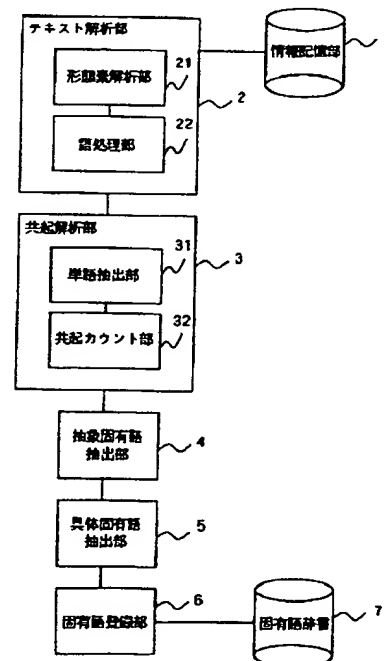 テキスト解析部
情報記憶部
形態素解析部
21
2
語処理部
22
共起解析部
単語抽出部
31
3
共起カウント部
32
抽象固有語
抽出部
4
具体固有語
抽出部
5
固有語登録部
6
固有語辞書
7